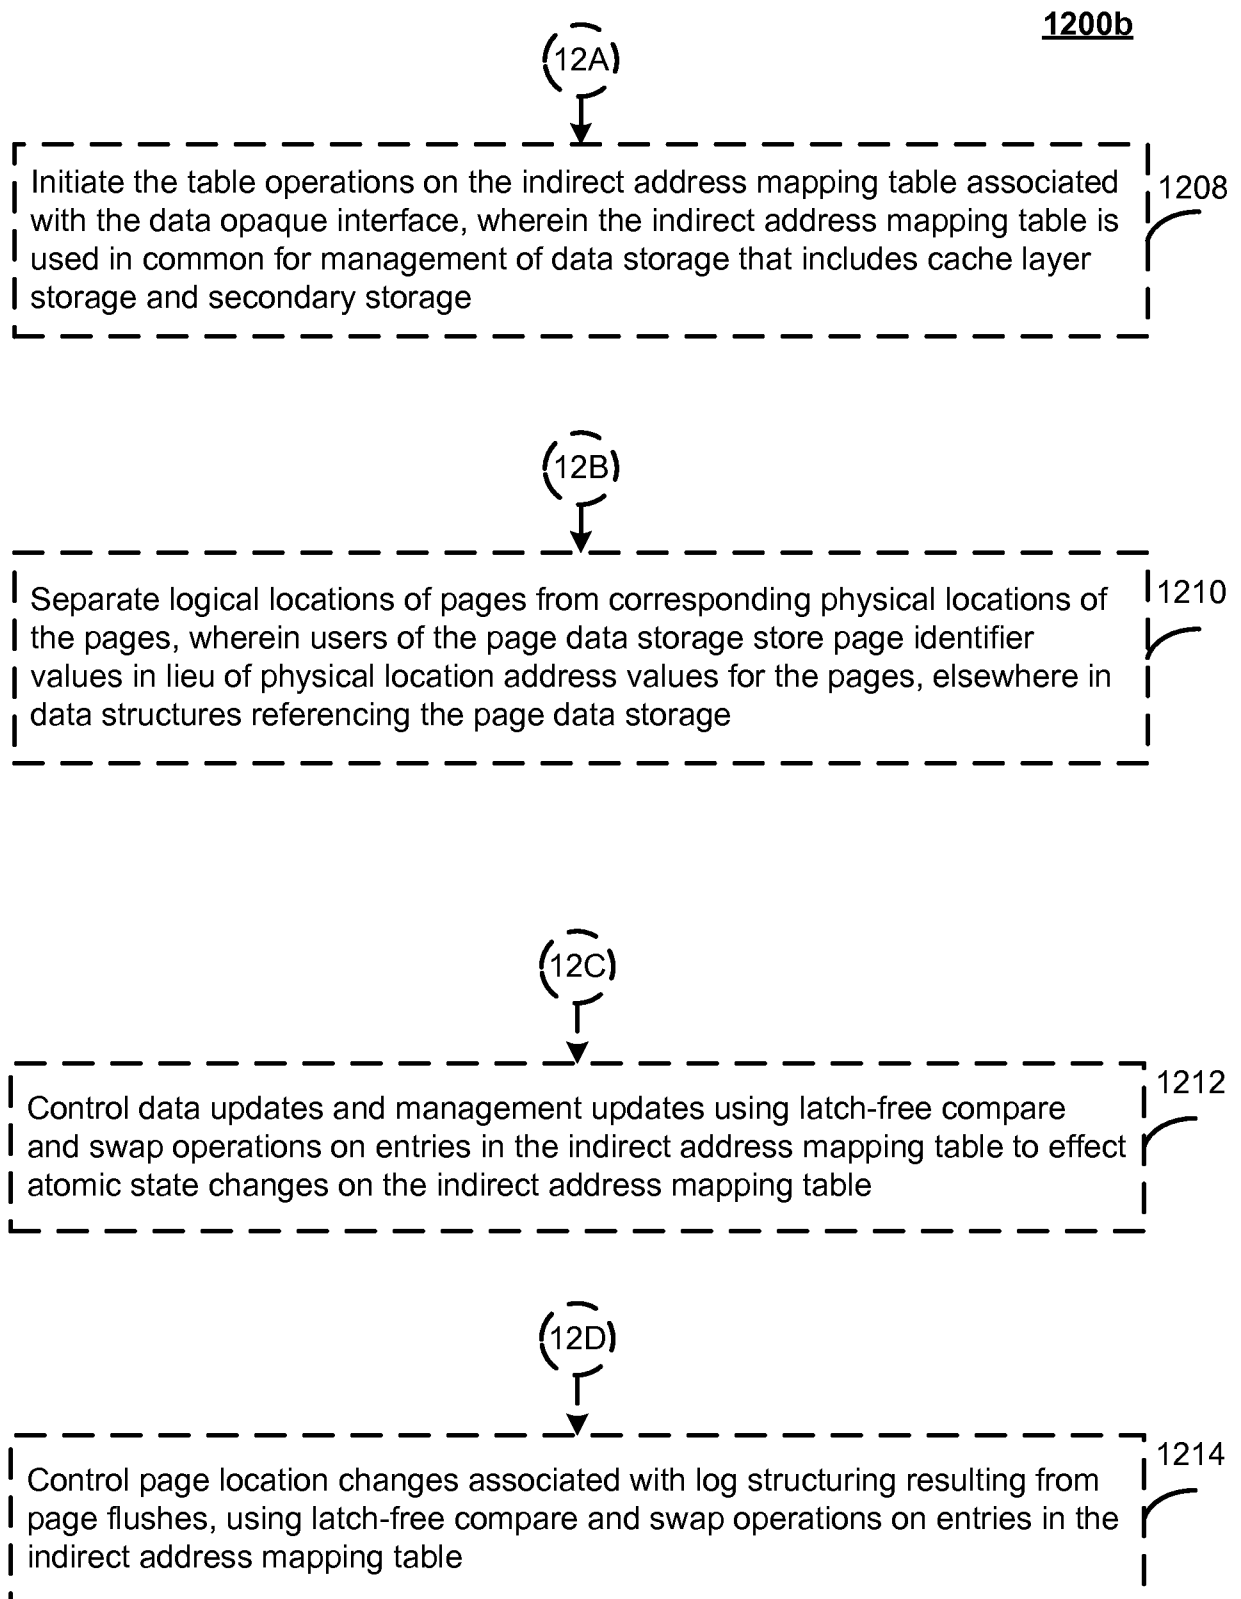 1200b
(12A)
Initiate the table operations on the indirect address mapping table associated
1208
with the data opaque interface, wherein the indirect address mapping table is
used in common for management of data storage that includes cache layer
storage and secondary storage
(12B)
Separate logical locations of pages from corresponding physical locations of
1210
the pages, wherein users of the page data storage store page identifier
values in lieu of physical location address values for the pages, elsewhere in
data structures referencing the page data storage
(12C)
1212
Control data updates and management updates using latch-free compare
and swap operations on entries in the indirect address mapping table to effect
atomic state changes on the indirect address mapping table
(12D)
1214
Control page location changes associated with log structuring resulting from
page flushes, using latch-free compare and swap operations on entries in the
indirect address mapping table